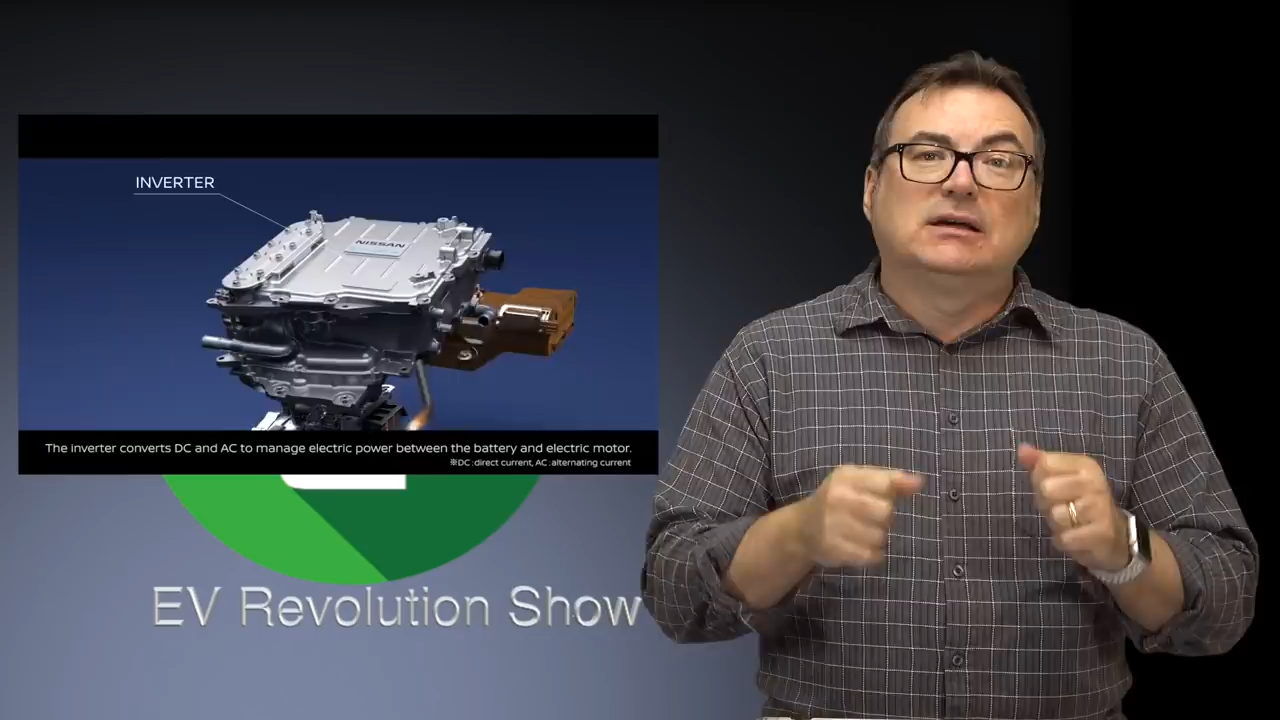 INVERTER
NISSAN
The inverter converts DC and AC to manage electric power between the battery and electric motor.
※DC : direct current, AC : alternating current
EV Revolution Show